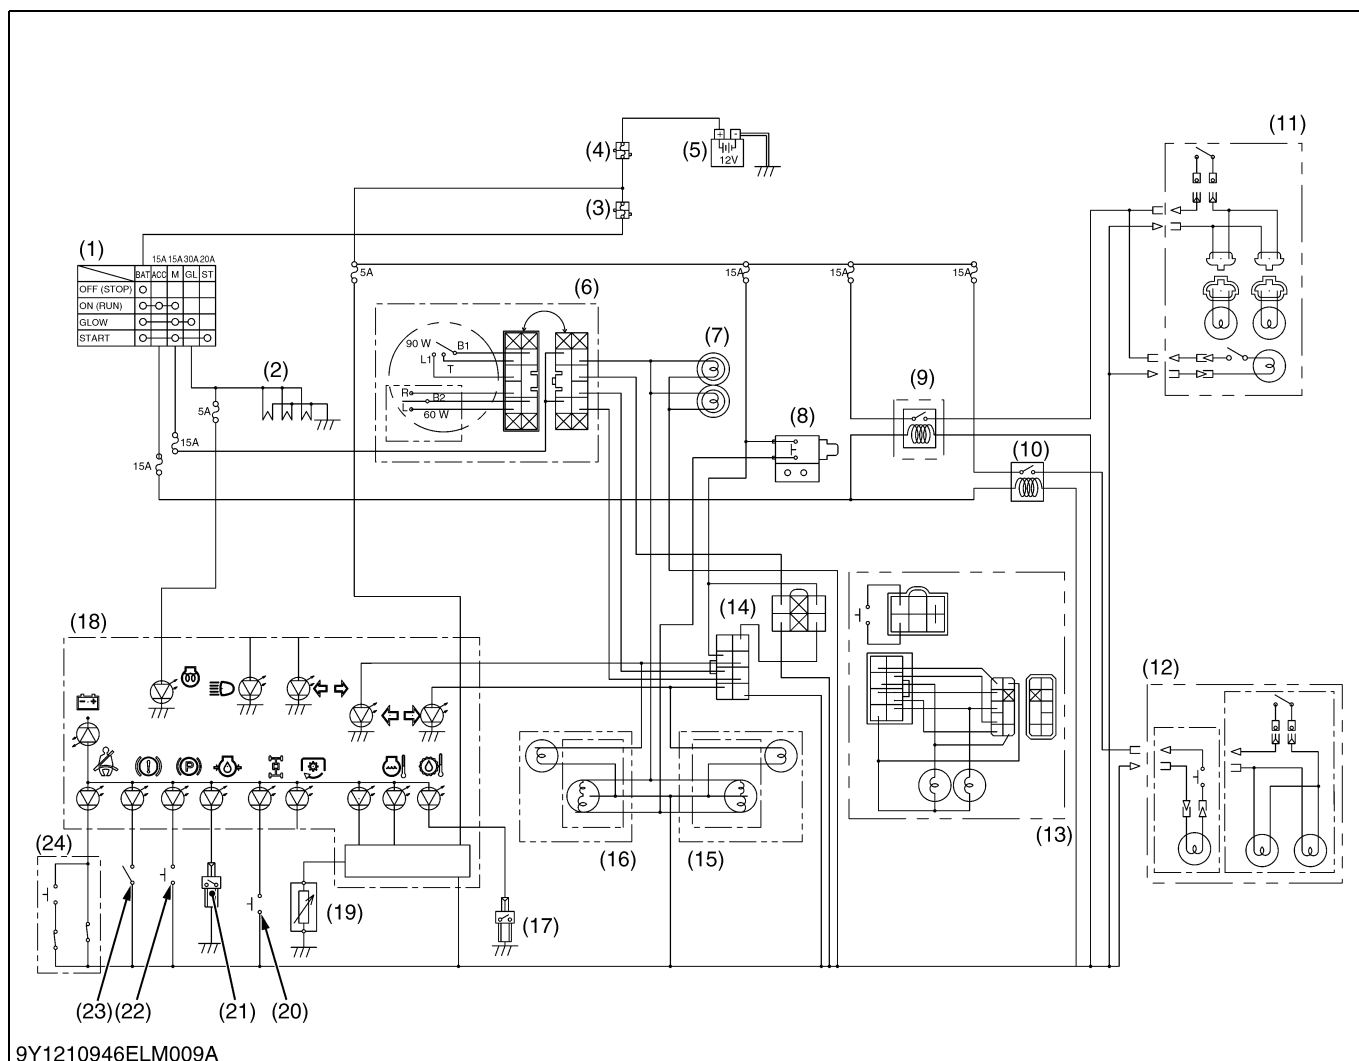 (11)
(4)
(5)
+ -
12V
(3)
(1)
15A 15A 30A 20A
BAT ACC M GL ST
OFF (STOP)
ON (RUN)
GLOW
START
5A
15A
15A
15A
(6)
90 W
B1
L1
T
R
B2
L
60 W
(7)
(2)
5A
15A
15A
(8)
(9)
(10)
(14)
(18)
- +
P
(12)
(13)
(24)
(16)
(15)
(19)
(17)
(23)
(22)
(21)
(20)
9Y1210946ELM009A